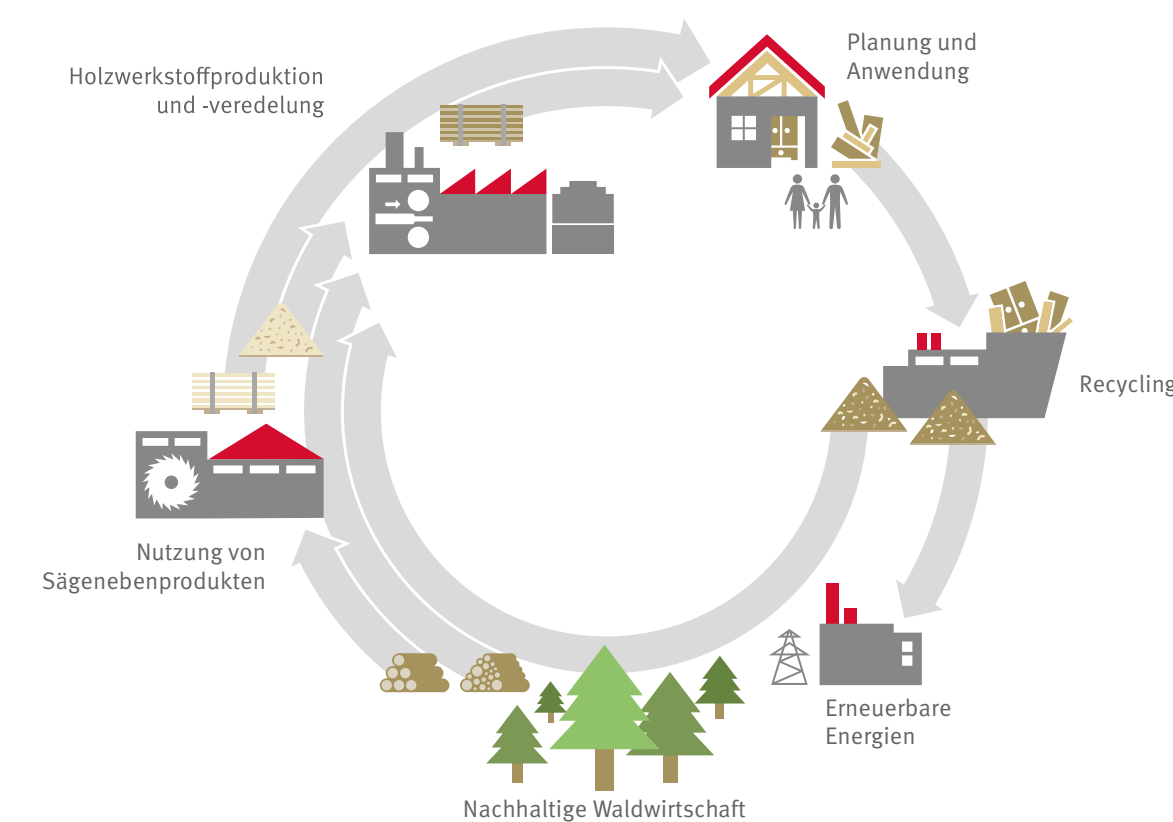 Planung und
Anwendung
Holzwerkstoffproduktion
und -veredelung
Recycling
Nutzung von
Sägenebenprodukten
Erneuerbare
Energien
Nachhaltige Waldwirtschaft